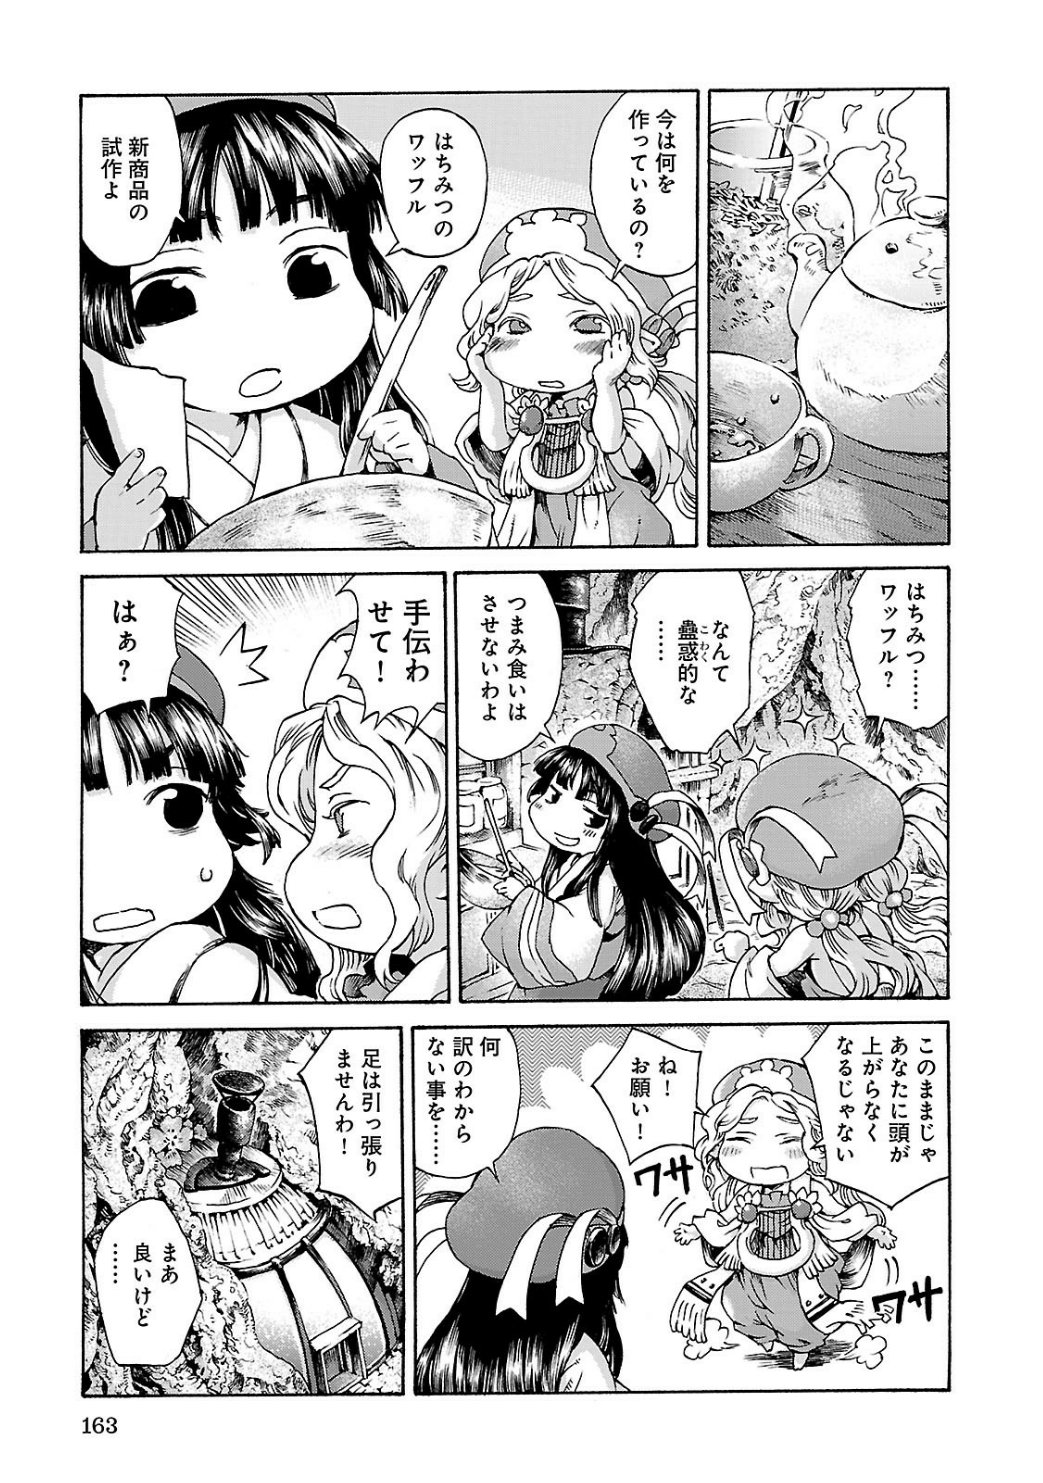 今は何を
作っているの？
はちみつの
ワッフル
新商品の
試作よ
はちみつ……
ワッフル？
なんて
蠱惑的な
こわく
……
つまみ食いは
させないわよ
手伝わ
せて！
はぁ？
このままじゃ
あなたに頭が
上がらなく
なるじゃない
ね！
お願い！
ワサ
ワサ
何
訳のわから
ない事を……
足は引っ張り
ませんわ！
まあ
良いけど
……
163